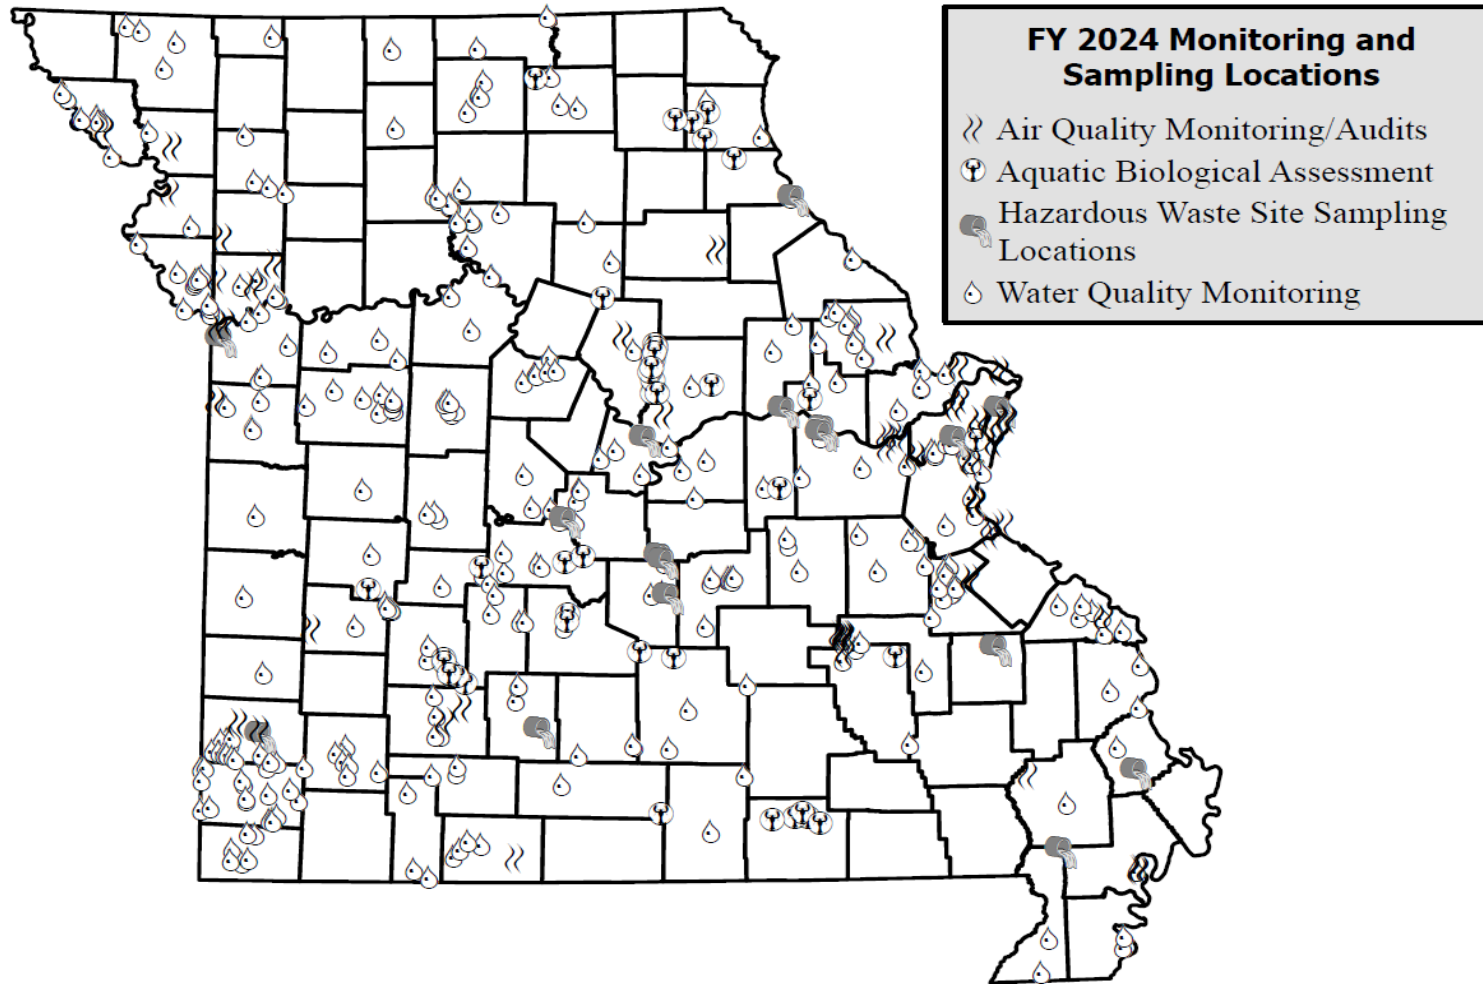 FY 2024 Monitoring and
Sampling Locations
Air Quality Monitoring/Audits
Aquatic Biological Assessment
Hazardous Waste Site Sampling
Locations
Water Quality Monitoring